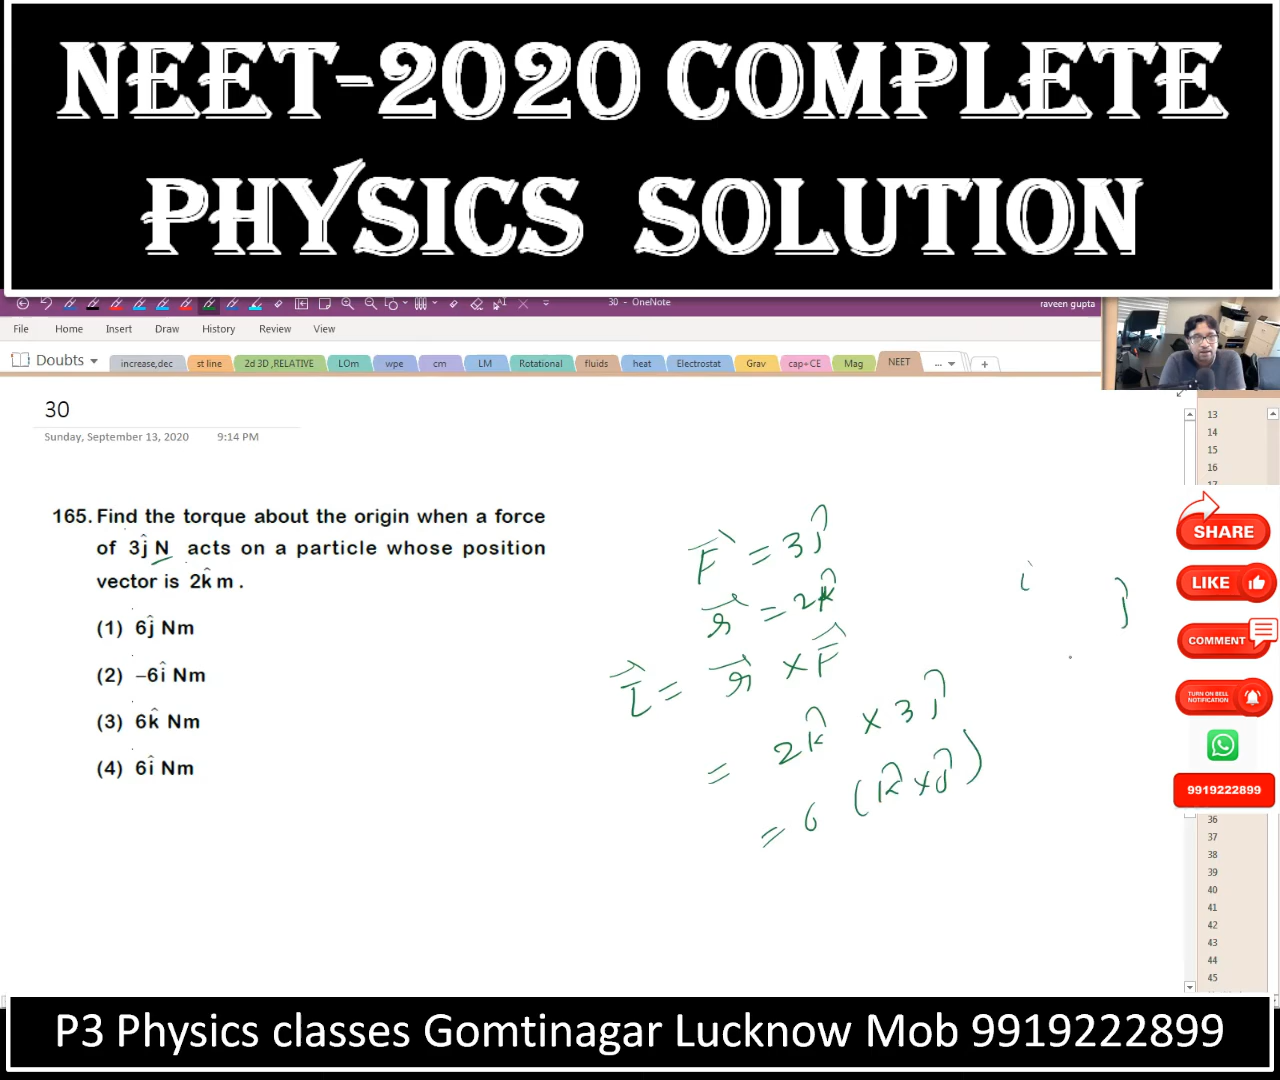 NEET-2020 COMPLETE
PHYSICS SOLUTION
30 - OneNote
raveen gupta
File Home Insert Draw History Review View
Doubts increase,dec st line 2d 3D ,RELATIVE LOm wpe cm LM Rotational fluids heat Electrostat Grav cap+CE Mag NEET ... +
30
Sunday, September 13, 2020 9:14 PM
13
14
15
16
165. Find the torque about the origin when a force
of 3ĵ N acts on a particle whose position
vector is 2k̂ m .
(1) 6ĵ Nm
(2) –6î Nm
(3) 6k̂ Nm
(4) 6î Nm
F⃗ = 3ĵ
r⃗ = 2k̂
τ⃗ = r⃗ × F⃗
= 2k̂ × 3ĵ
= 6 (k̂ × ĵ)
i ĵ
SHARE
LIKE
COMMENT
TURN ON BELL
NOTIFICATION
9919222899
36
37
38
39
40
41
42
43
44
45
P3 Physics classes Gomtinagar Lucknow Mob 9919222899